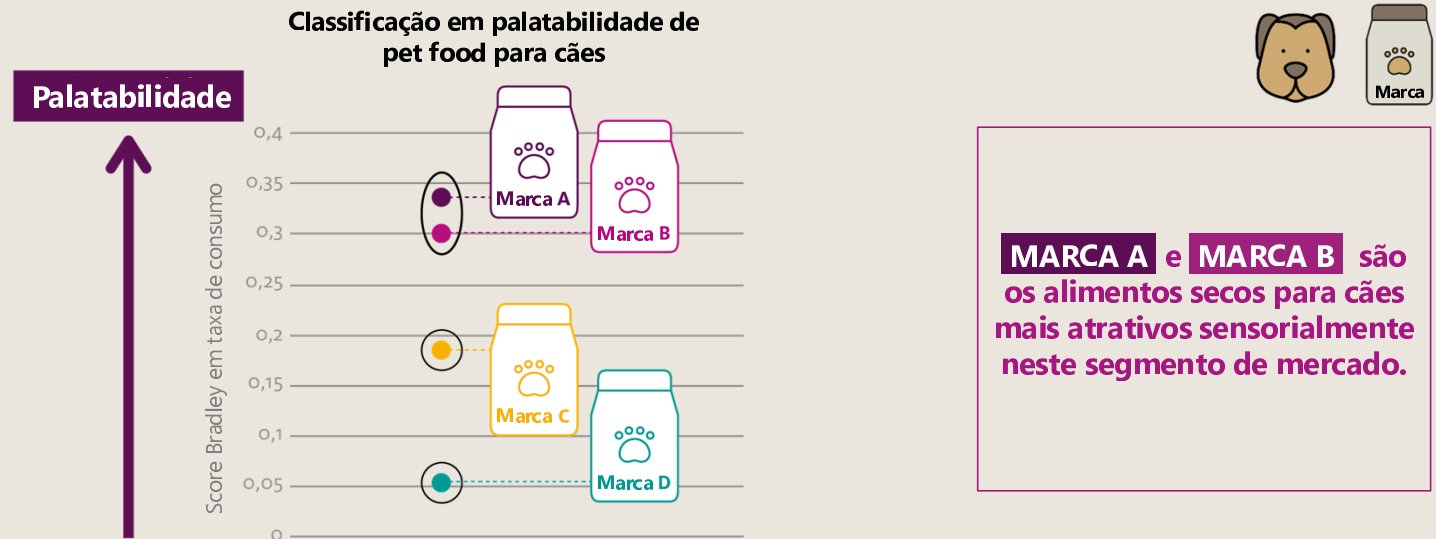 Classificação em palatabilidade de
pet food para cães
Palatabilidade
Marca
0,4
0,35
0,3
0,25
0,2
0,15
0,1
0,05
0
Score Bradley em taxa de consumo
Marca A
Marca B
Marca C
Marca D
MARCA A e MARCA B são
os alimentos secos para cães
mais atrativos sensorialmente
neste segmento de mercado.